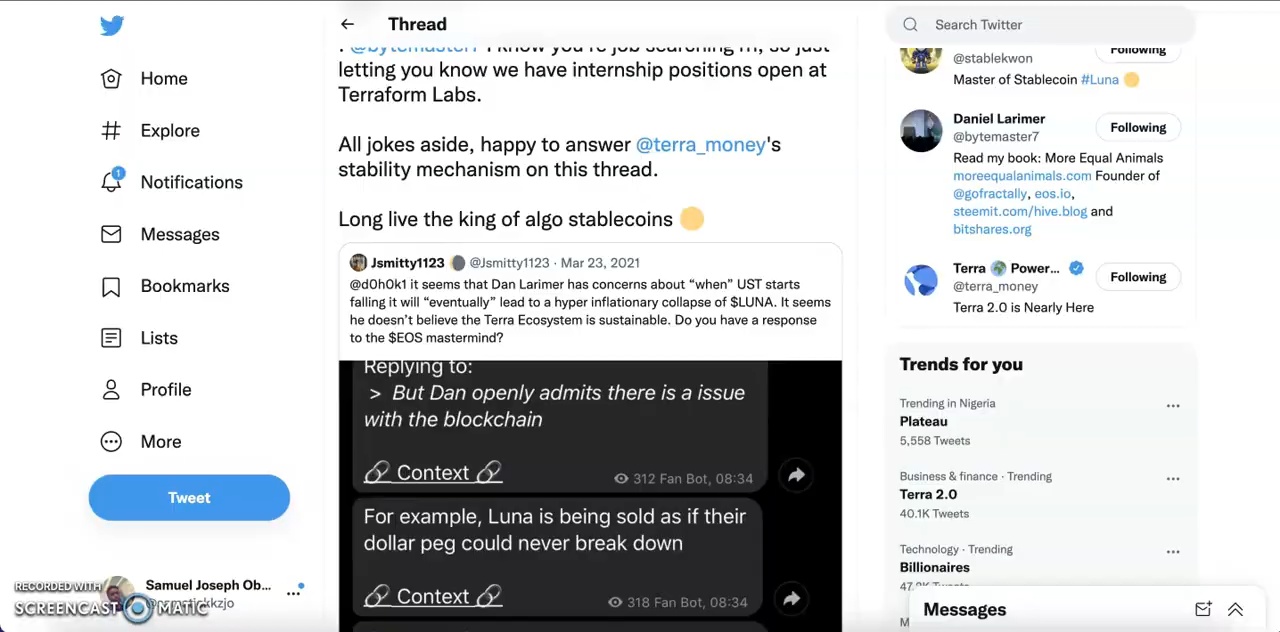 Home
Explore
1
Notifications
Messages
Bookmarks
Lists
Profile
More
Tweet
Samuel Joseph Ob...
RECORDED WITH
SCREENCAST MATIC
Thread
. @bytemaster7 I know you're job searching rn, so just
letting you know we have internship positions open at
Terraform Labs.
All jokes aside, happy to answer @terra_money's
stability mechanism on this thread.
Long live the king of algo stablecoins
Jsmitty1123 @Jsmitty1123 · Mar 23, 2021
@d0h0k1 it seems that Dan Larimer has concerns about “when” UST starts
falling it will “eventually” lead to a hyper inflationary collapse of $LUNA. It seems
he doesn’t believe the Terra Ecosystem is sustainable. Do you have a response
to the $EOS mastermind?
Replying to:
> But Dan openly admits there is a issue
with the blockchain
Context
312 Fan Bot, 08:34
For example, Luna is being sold as if their
dollar peg could never break down
Context
318 Fan Bot, 08:34
Search Twitter
Following
@stablekwon
Master of Stablecoin #Luna
Daniel Larimer
@bytemaster7
Following
Read my book: More Equal Animals
moreequalanimals.com Founder of
@gofractally, eos.io,
steemit.com/hive.blog and
bitshares.org
Terra Power...
@terra_money
Following
Terra 2.0 is Nearly Here
Trends for you
Trending in Nigeria
Plateau
5,558 Tweets
Business & finance · Trending
Terra 2.0
40.1K Tweets
Technology · Trending
Billionaires
Messages